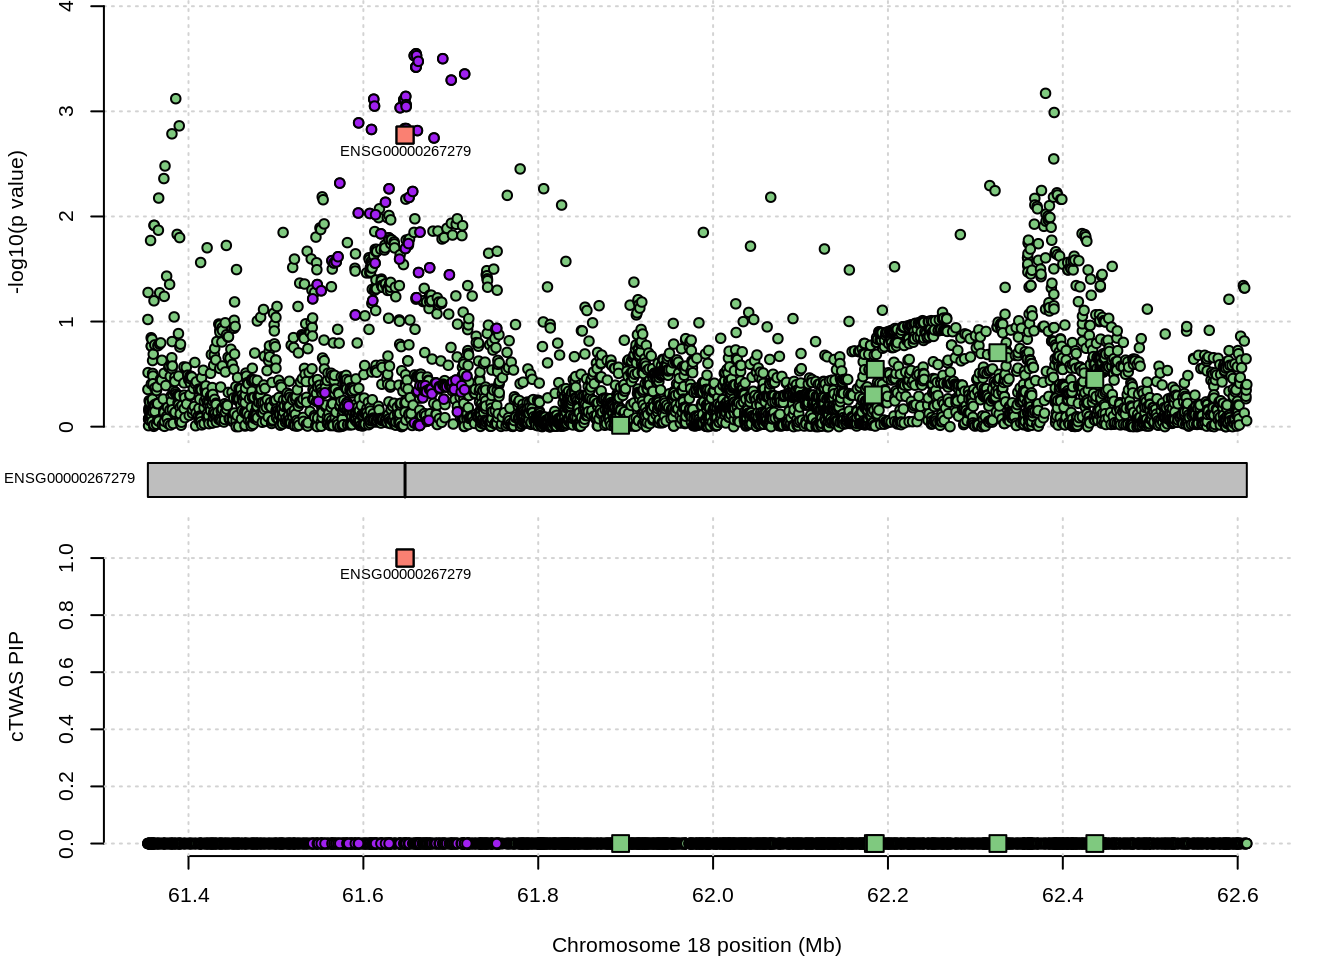 4
3
2
1
0
-log10(p value)
ENSG00000267279
ENSG00000267279
1.0
0.8
0.6
0.4
0.2
0.0
cTWAS PIP
ENSG00000267279
61.4 61.6 61.8 62.0 62.2 62.4 62.6
Chromosome 18 position (Mb)